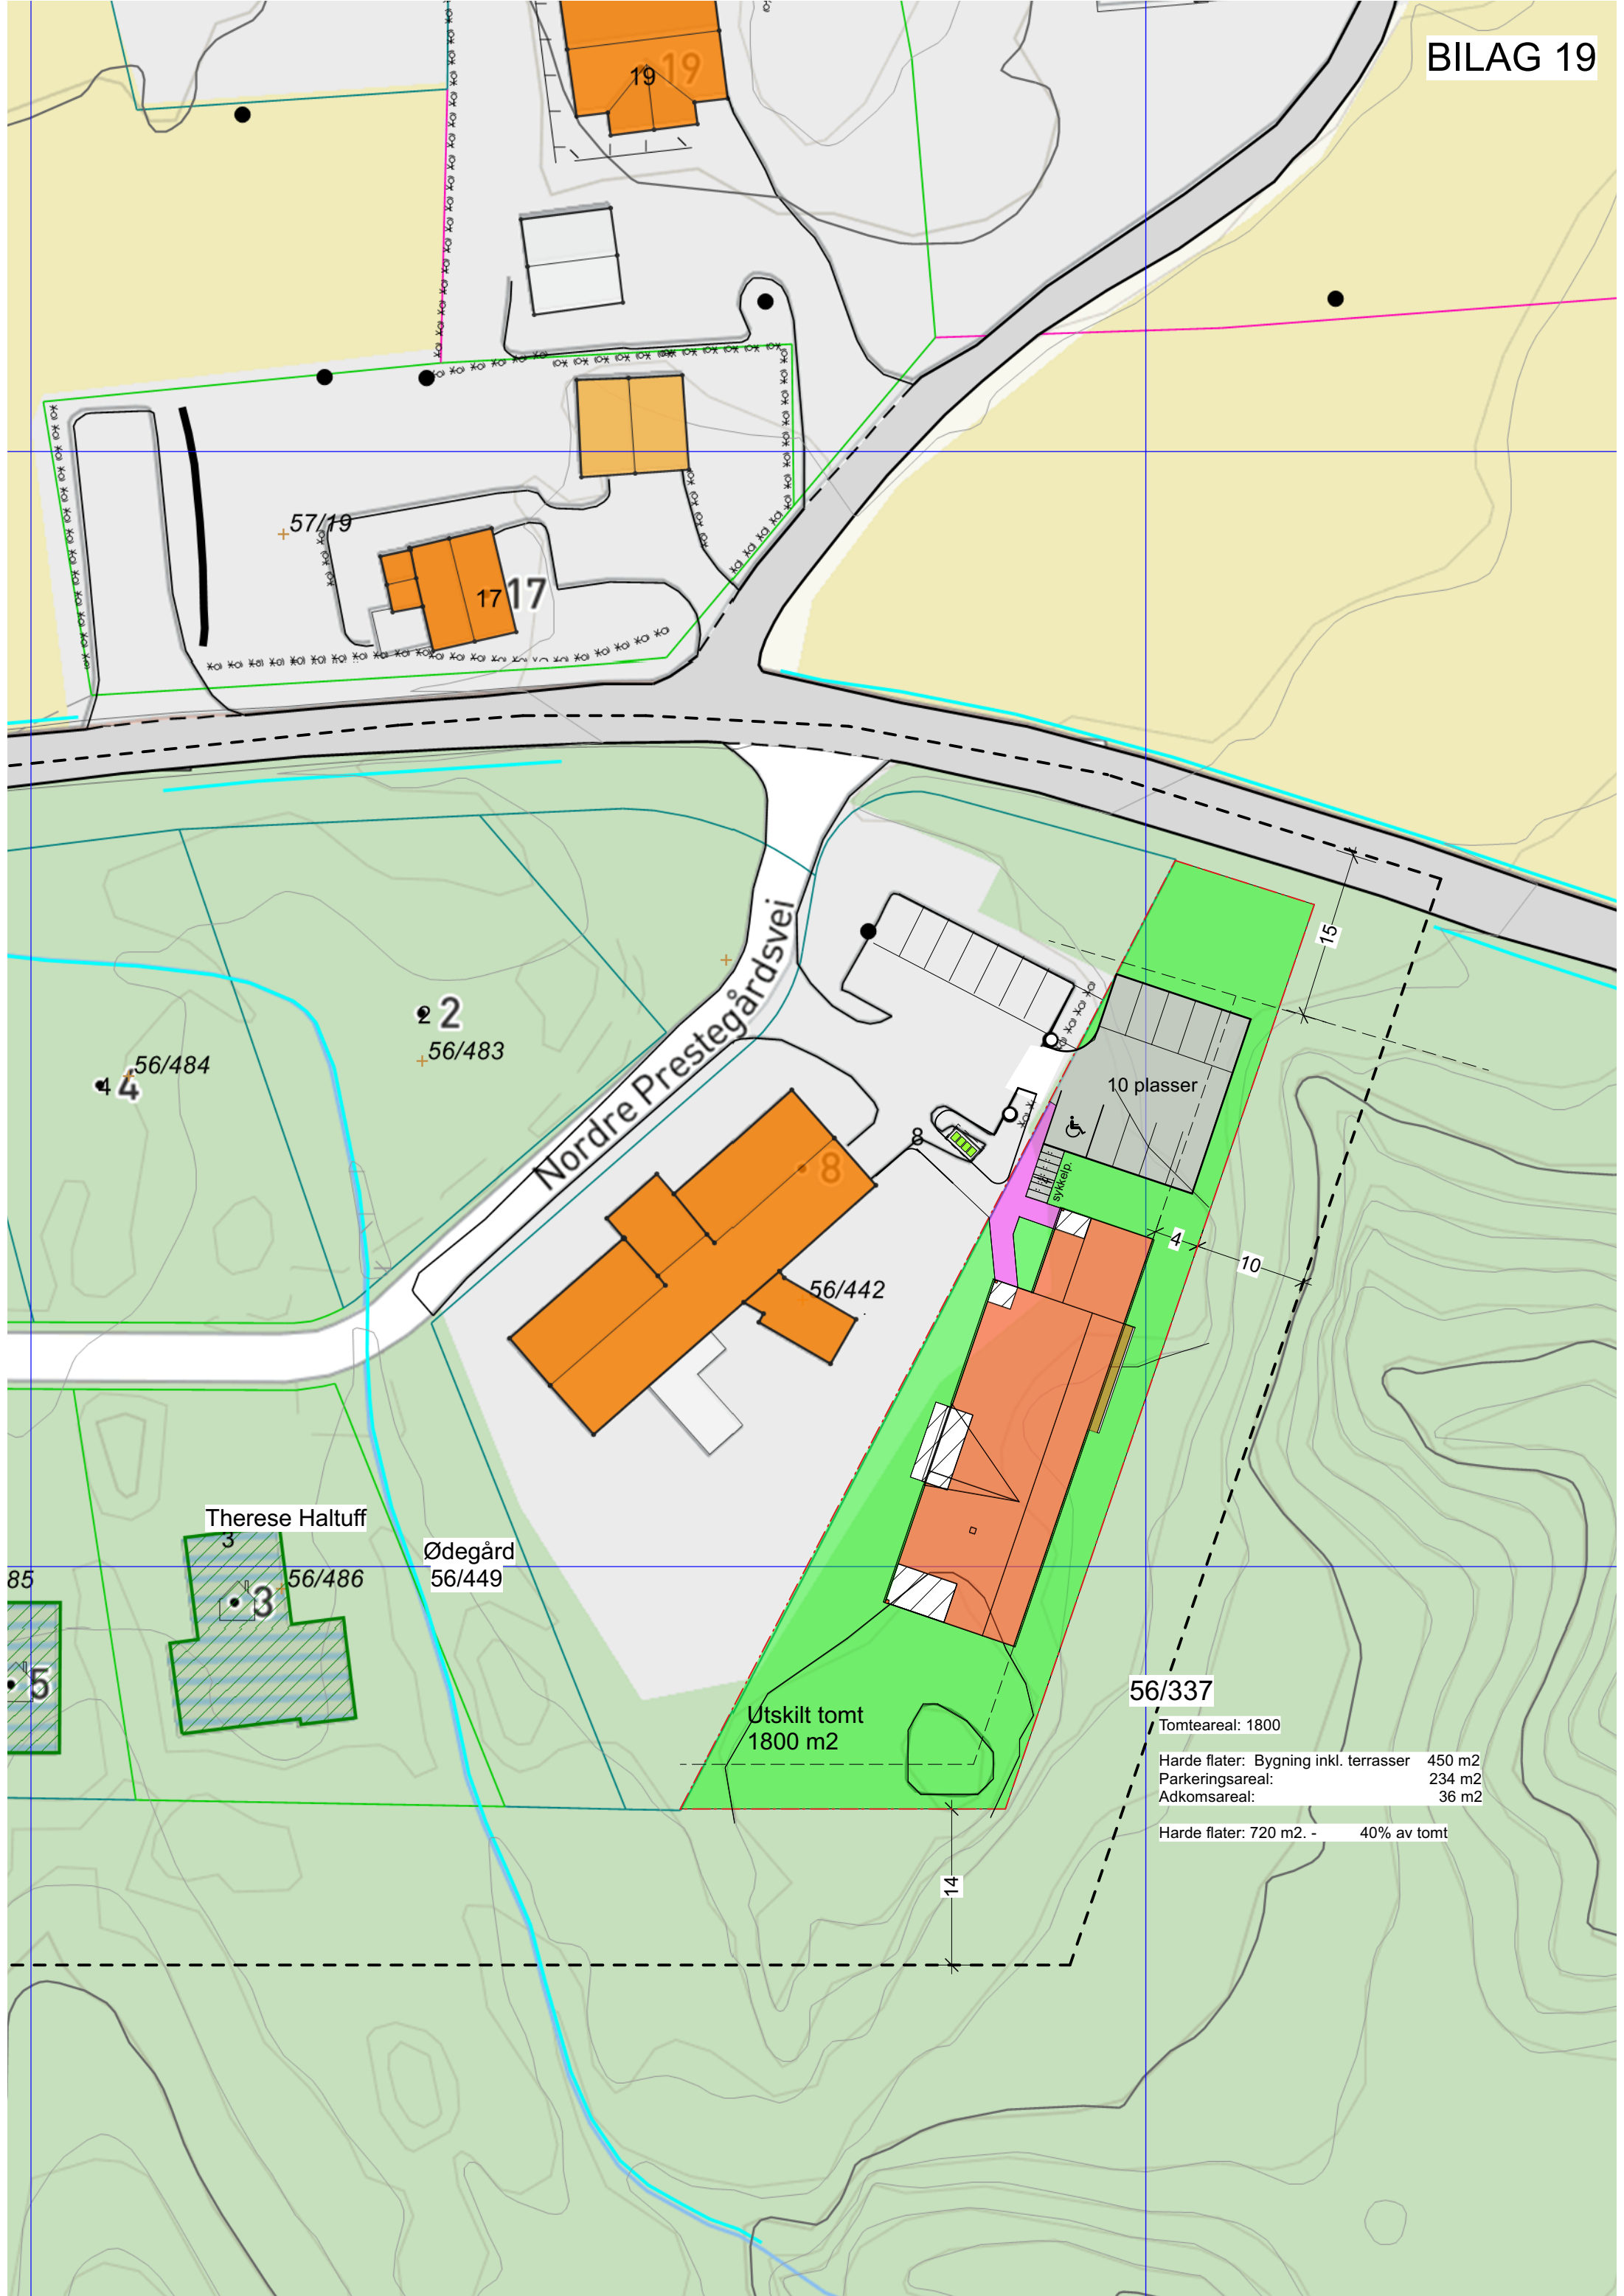 BILAG 19
19
19
57/19
17
17
Nordre Prestegårdsvei
15
2
2
56/483
56/484
4
4
10 plasser
sykkelp.
8
8
4
10
56/442
Therese Haltuff
3
Ødegård
56/449
85
56/486
3
5
56/337
Utskilt tomt
1800 m2
Tomteareal: 1800
Harde flater: Bygning inkl. terrasser 450 m2
Parkeringsareal: 234 m2
Adkomsareal: 36 m2
Harde flater: 720 m2. - 40% av tomt
14